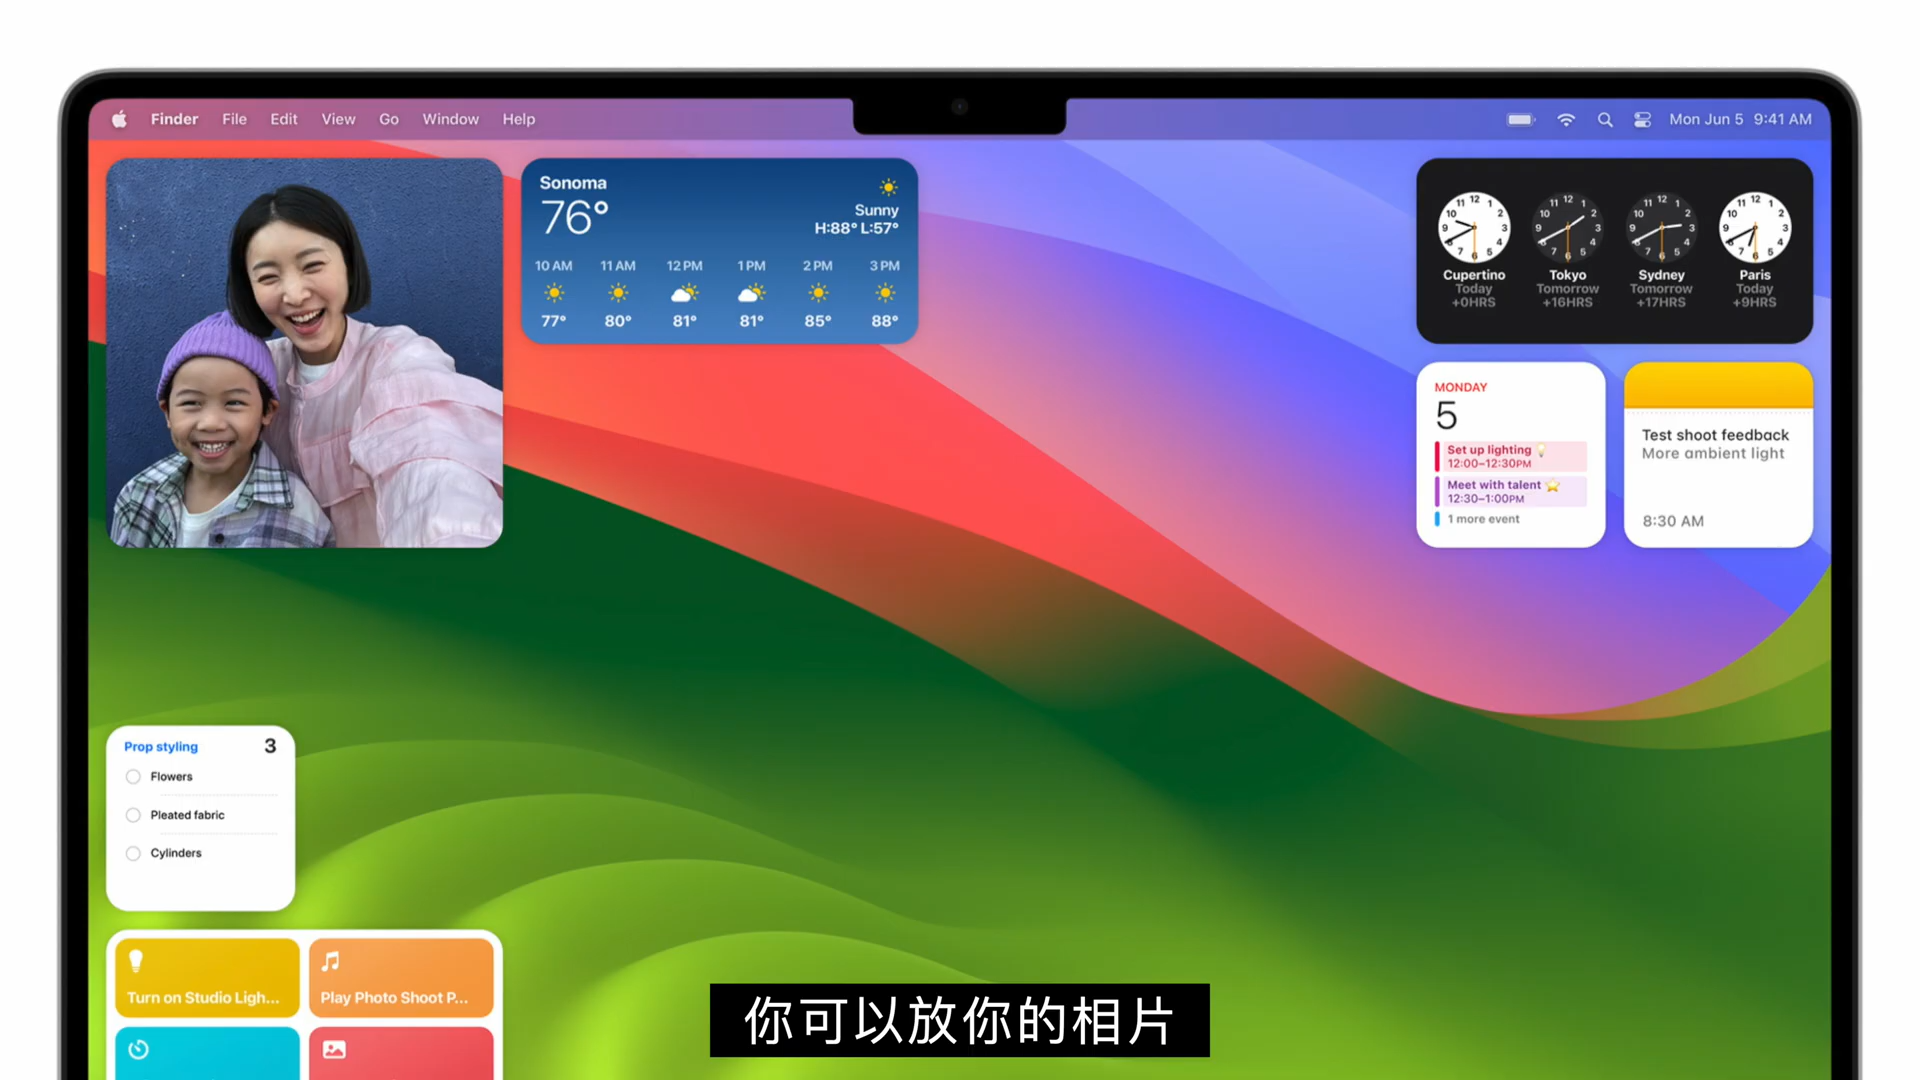 Finder File Edit View Go Window Help
Mon Jun 5 9:41 AM
Sonoma
76°
Sunny
H:88° L:57°
10 AM 11 AM 12 PM 1 PM 2 PM 3 PM
77° 80° 81° 81° 85° 88°
Cupertino
Today
+0HRS
Tokyo
Tomorrow
+16HRS
Sydney
Tomorrow
+17HRS
Paris
Today
+9HRS
MONDAY
5
Set up lighting 💡
12:00–12:30PM
Meet with talent ⭐
12:30–1:00PM
1 more event
Test shoot feedback
More ambient light
8:30 AM
Prop styling 3
Flowers
Pleated fabric
Cylinders
Turn on Studio Ligh...
Play Photo Shoot P...
你可以放你的相片